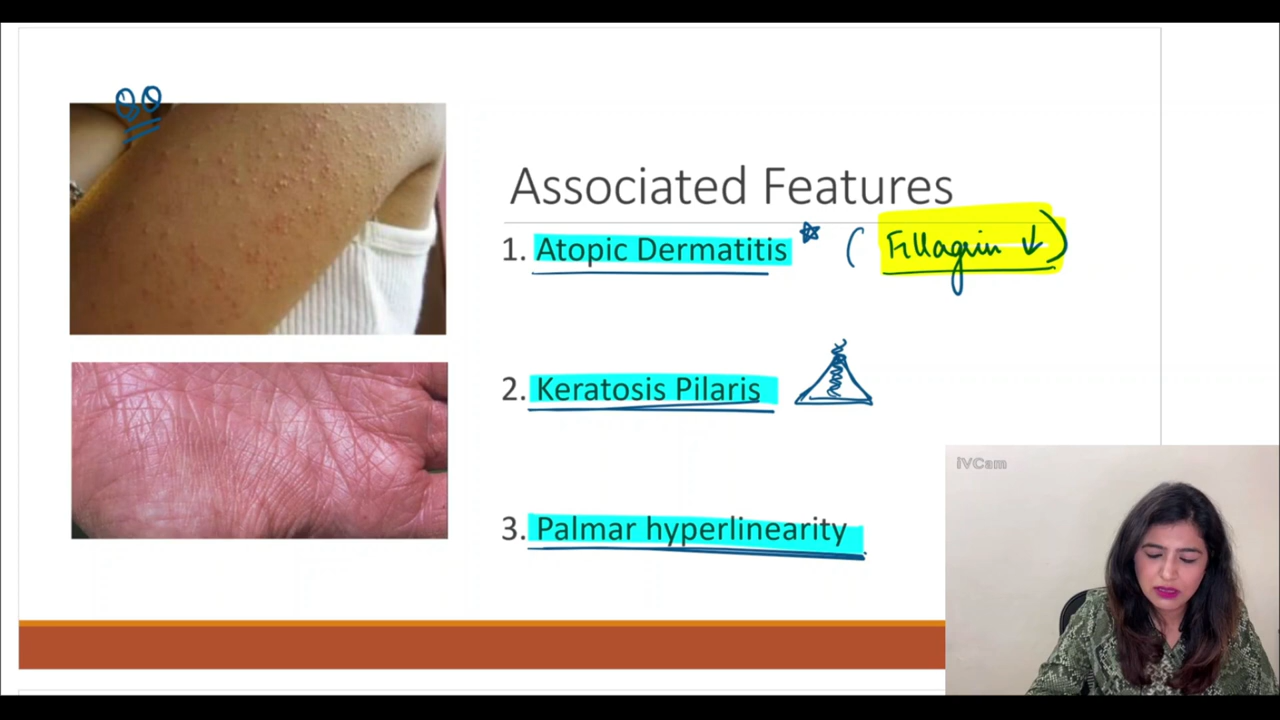 Associated Features
1. Atopic Dermatitis ( Fillagrin ↓ )
2. Keratosis Pilaris
3. Palmar hyperlinearity
iVCam